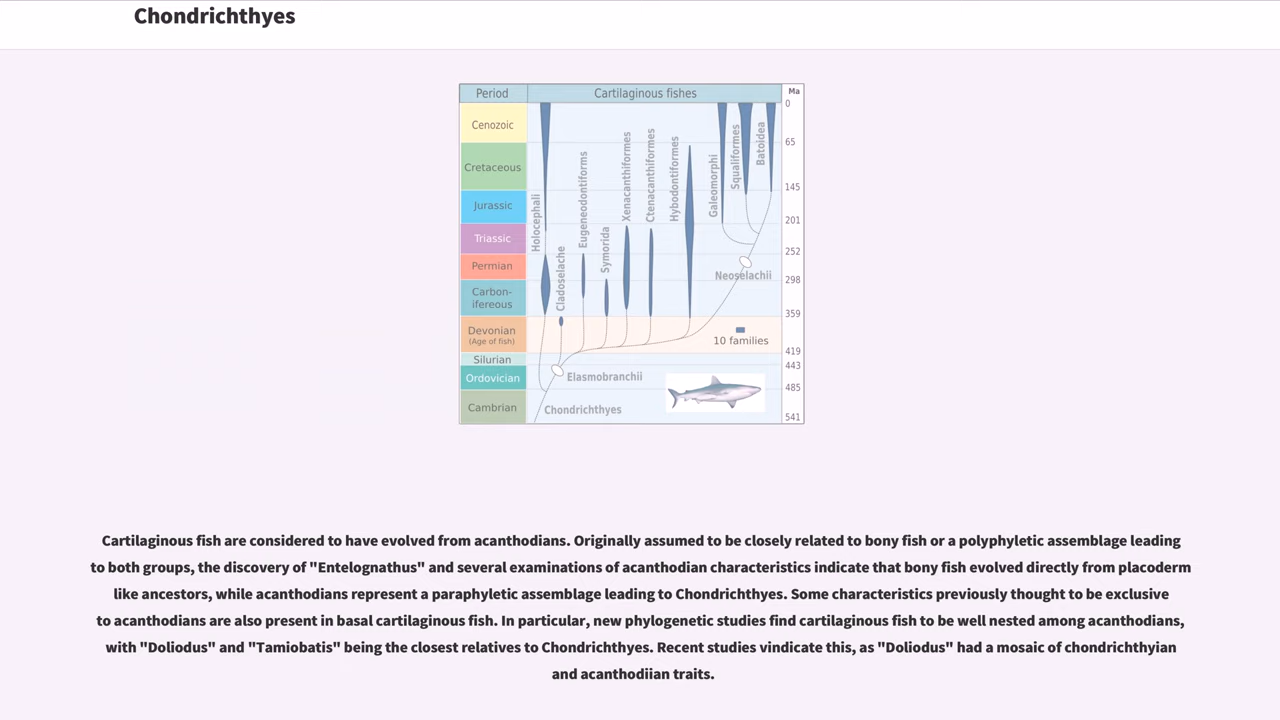 Chondrichthyes
Period
Cartilaginous fishes
Ma
0
Cenozoic
65
Cretaceous
145
Jurassic
201
Triassic
252
Permian
298
Carbon-
ifereous
359
Devonian
(Age of fish)
419
Silurian
443
Ordovician
485
Cambrian
541
Holocephali
Cladoselache
Eugeneodontiforms
Symorida
Xenacanthiformes
Ctenacanthiformes
Hybodontiformes
Galeomorphi
Squaliformes
Batoidea
Neoselachii
10 families
Elasmobranchii
Chondrichthyes
Cartilaginous fish are considered to have evolved from acanthodians. Originally assumed to be closely related to bony fish or a polyphyletic assemblage leading
to both groups, the discovery of "Entelognathus" and several examinations of acanthodian characteristics indicate that bony fish evolved directly from placoderm
like ancestors, while acanthodians represent a paraphyletic assemblage leading to Chondrichthyes. Some characteristics previously thought to be exclusive
to acanthodians are also present in basal cartilaginous fish. In particular, new phylogenetic studies find cartilaginous fish to be well nested among acanthodians,
with "Doliodus" and "Tamiobatis" being the closest relatives to Chondrichthyes. Recent studies vindicate this, as "Doliodus" had a mosaic of chondrichthyian
and acanthodiian traits.